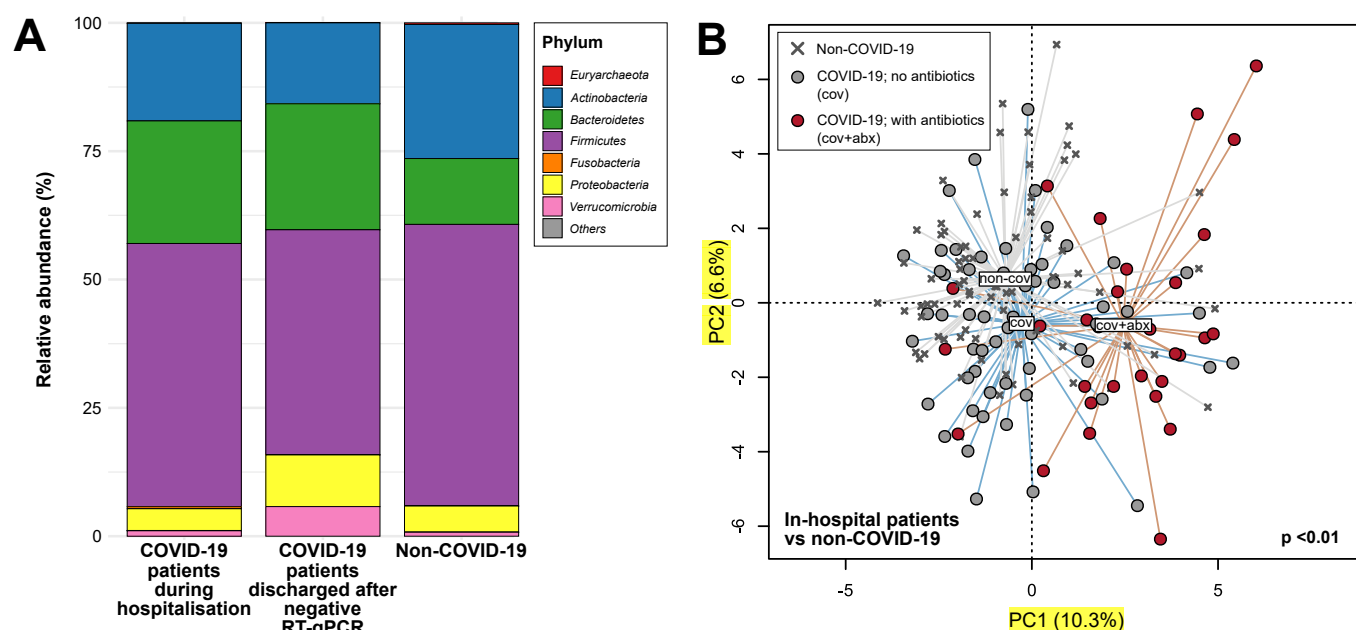 A
Relative abundance (%)
100
75
50
25
0
COVID-19
patients
during
hospitalisation
COVID-19
patients
discharged after
negative
RT-qPCR
Non-COVID-19
Phylum
Euryarchaeota
Actinobacteria
Bacteroidetes
Firmicutes
Fusobacteria
Proteobacteria
Verrucomicrobia
Others
B
Non-COVID-19
COVID-19; no antibiotics
(cov)
COVID-19; with antibiotics
(cov+abx)
PC2 (6.6%)
6
4
2
0
-2
-4
-6
non-cov
cov
cov+abx
In-hospital patients
vs non-COVID-19
p <0.01
-5
0
5
PC1 (10.3%)